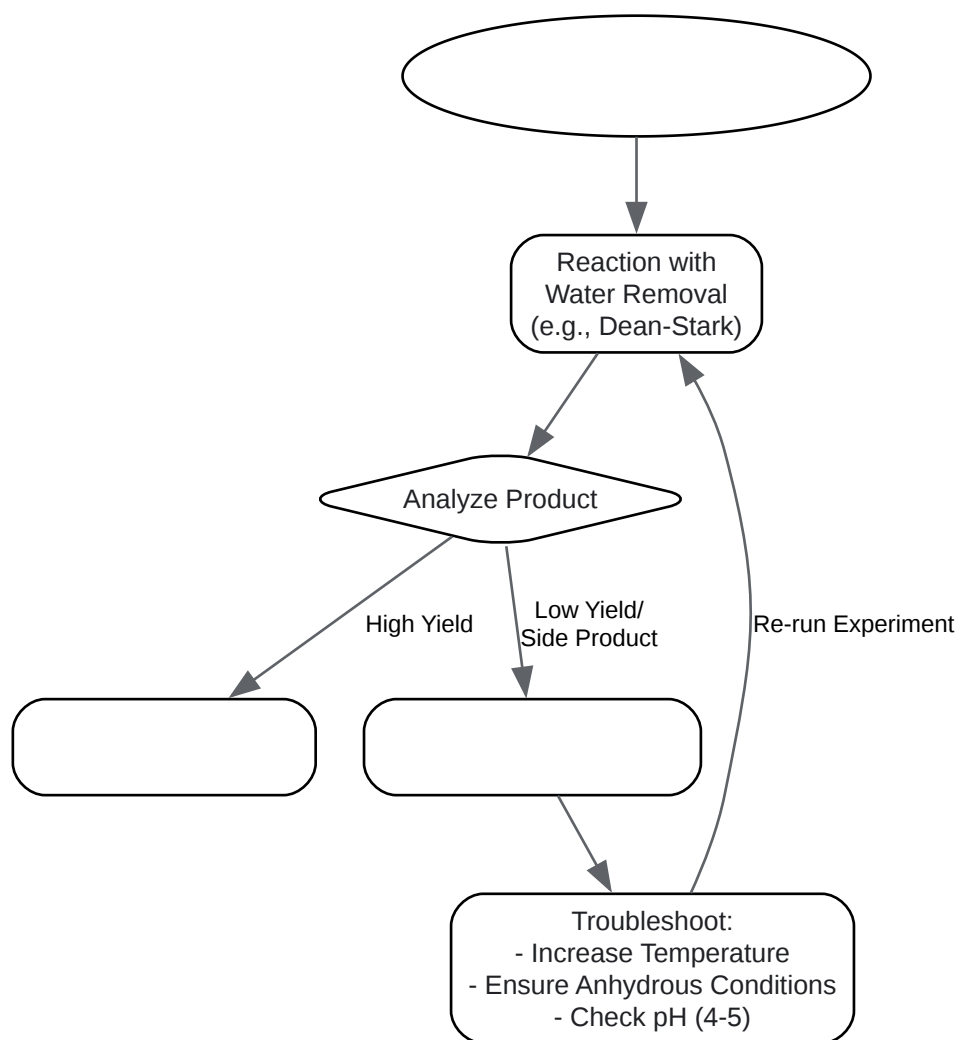 Reaction with
Water Removal
(e.g., Dean-Stark)
Analyze Product
High Yield
Low Yield/
Side Product
Re-run Experiment
Troubleshoot:
- Increase Temperature
- Ensure Anhydrous Conditions
- Check pH (4-5)